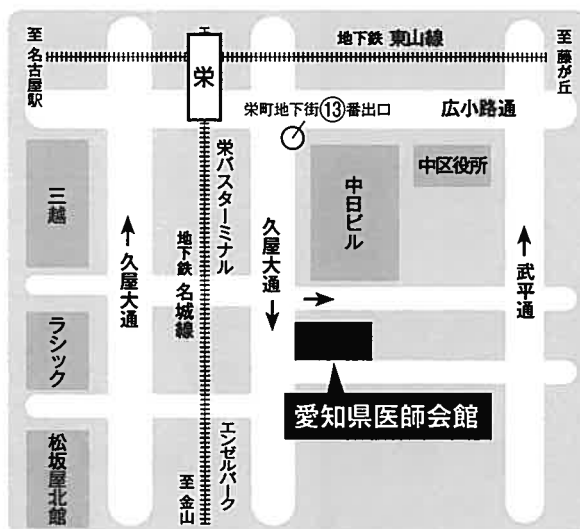 至 名古屋駅
栄
地下鉄 東山線
至 藤が丘
栄町地下街⑬番出口
広小路通
三越
栄バスターミナル
中日ビル
中区役所
久屋大通
地下鉄 名城線
久屋大通
武平通
ラシック
愛知県医師会館
松坂屋北館
至 金山
エンゼルパーク